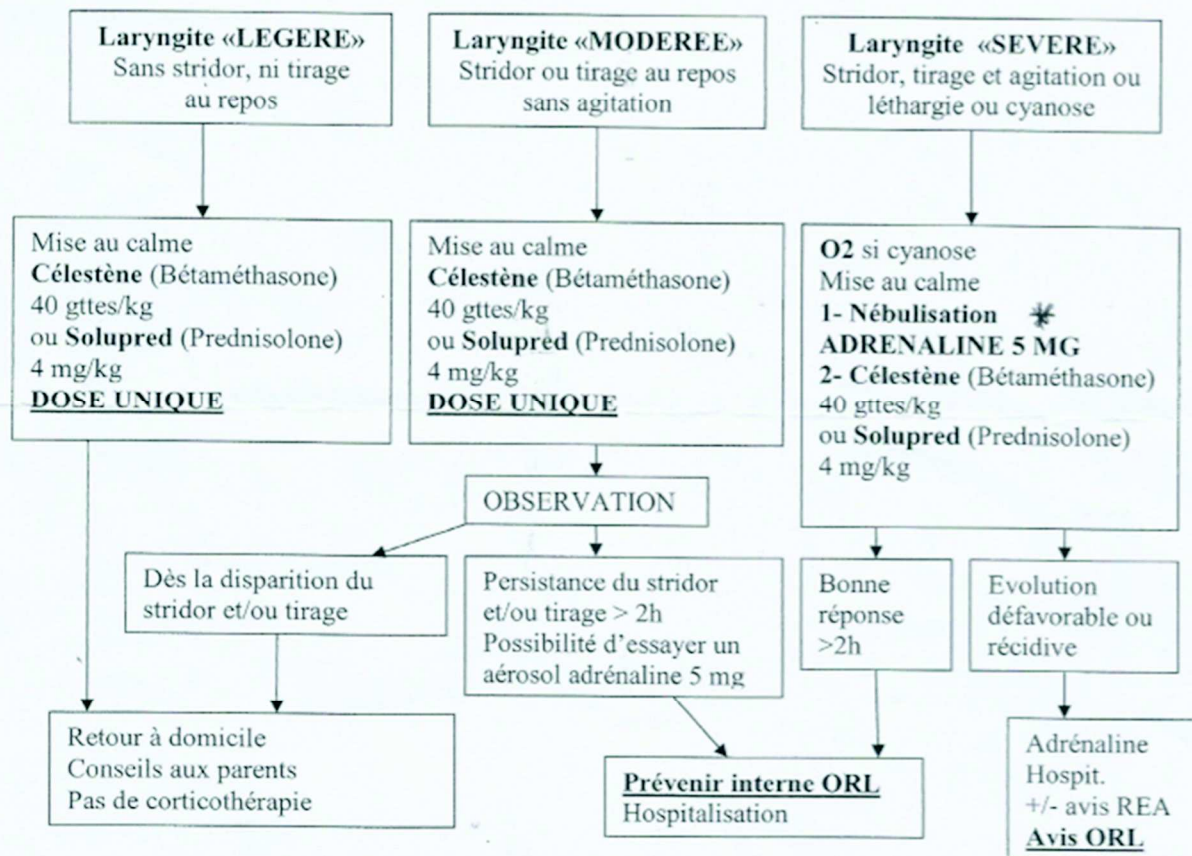 Laryngite «LEGERE»
Sans stridor, ni tirage
au repos
Laryngite «MODEREE»
Stridor ou tirage au repos
sans agitation
Laryngite «SEVERE»
Stridor, tirage et agitation ou
léthargie ou cyanose
Mise au calme
Célestène (Bétaméthasone)
40 gttes/kg
ou Solupred (Prednisolone)
4 mg/kg
DOSE UNIQUE
Mise au calme
Célestène (Bétaméthasone)
40 gttes/kg
ou Solupred (Prednisolone)
4 mg/kg
DOSE UNIQUE
O2 si cyanose
Mise au calme
1- Nébulisation *
ADRENALINE 5 MG
2- Célestène (Bétaméthasone)
40 gttes/kg
ou Solupred (Prednisolone)
4 mg/kg
OBSERVATION
Dès la disparition du
stridor et/ou tirage
Persistance du stridor
et/ou tirage > 2h
Possibilité d'essayer un
aérosol adrénaline 5 mg
Bonne
réponse
>2h
Evolution
défavorable ou
récidive
Retour à domicile
Conseils aux parents
Pas de corticothérapie
Prévenir interne ORL
Hospitalisation
Adrénaline
Hospit.
+/- avis REA
Avis ORL